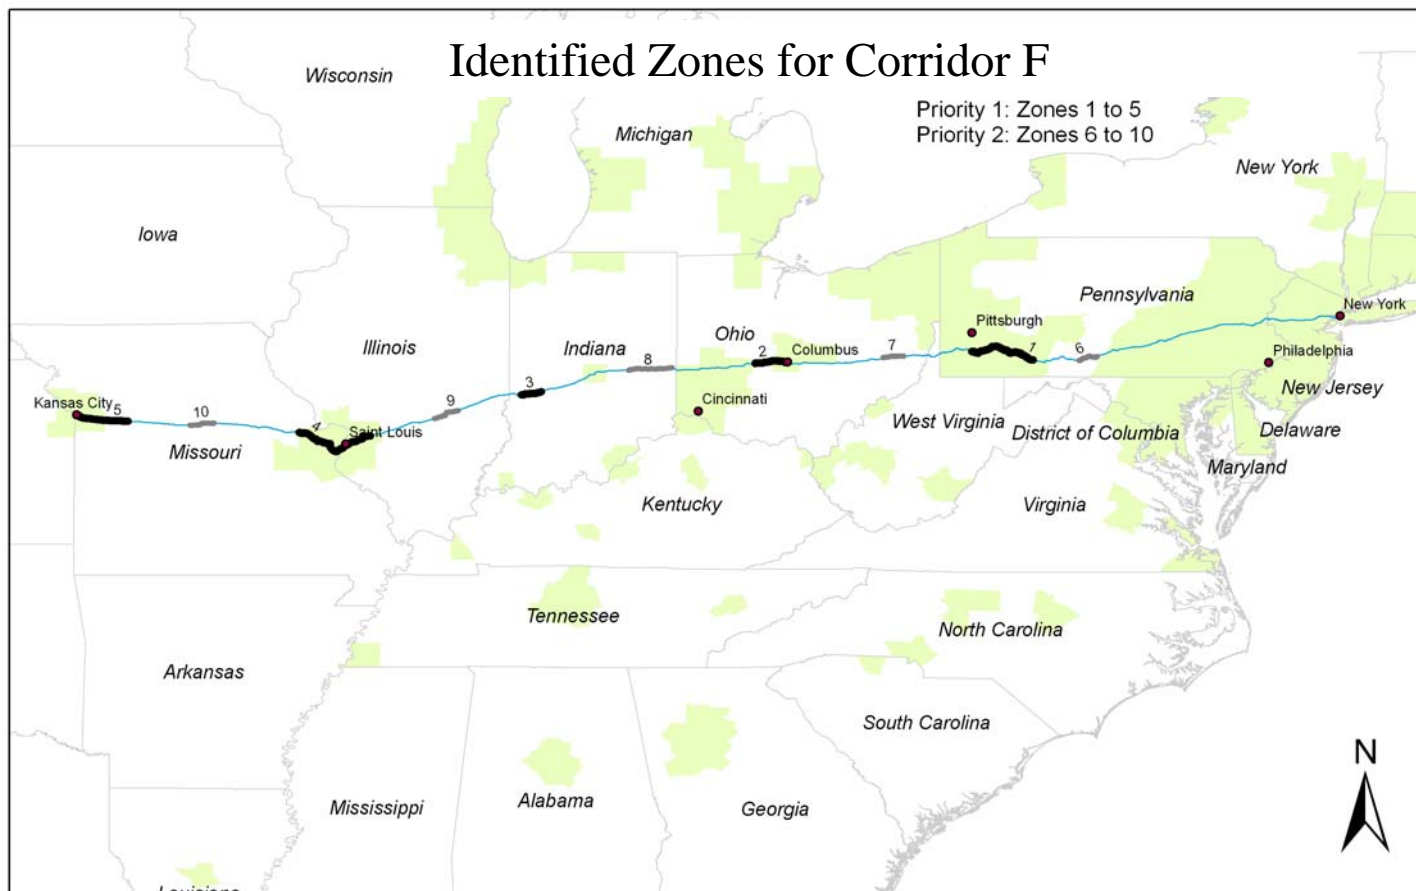 Identified Zones for Corridor F
Priority 1: Zones 1 to 5
Priority 2: Zones 6 to 10
Wisconsin
Michigan
New York
Iowa
Pennsylvania
New York
Pittsburgh
Ohio
Illinois
Indiana
8
2
Columbus
7
1
6
Philadelphia
New Jersey
3
Kansas City
5
10
9
4
Saint Louis
Cincinnati
West Virginia
District of Columbia
Delaware
Missouri
Maryland
Kentucky
Virginia
Tennessee
North Carolina
Arkansas
South Carolina
N
Mississippi
Alabama
Georgia
Louisiana